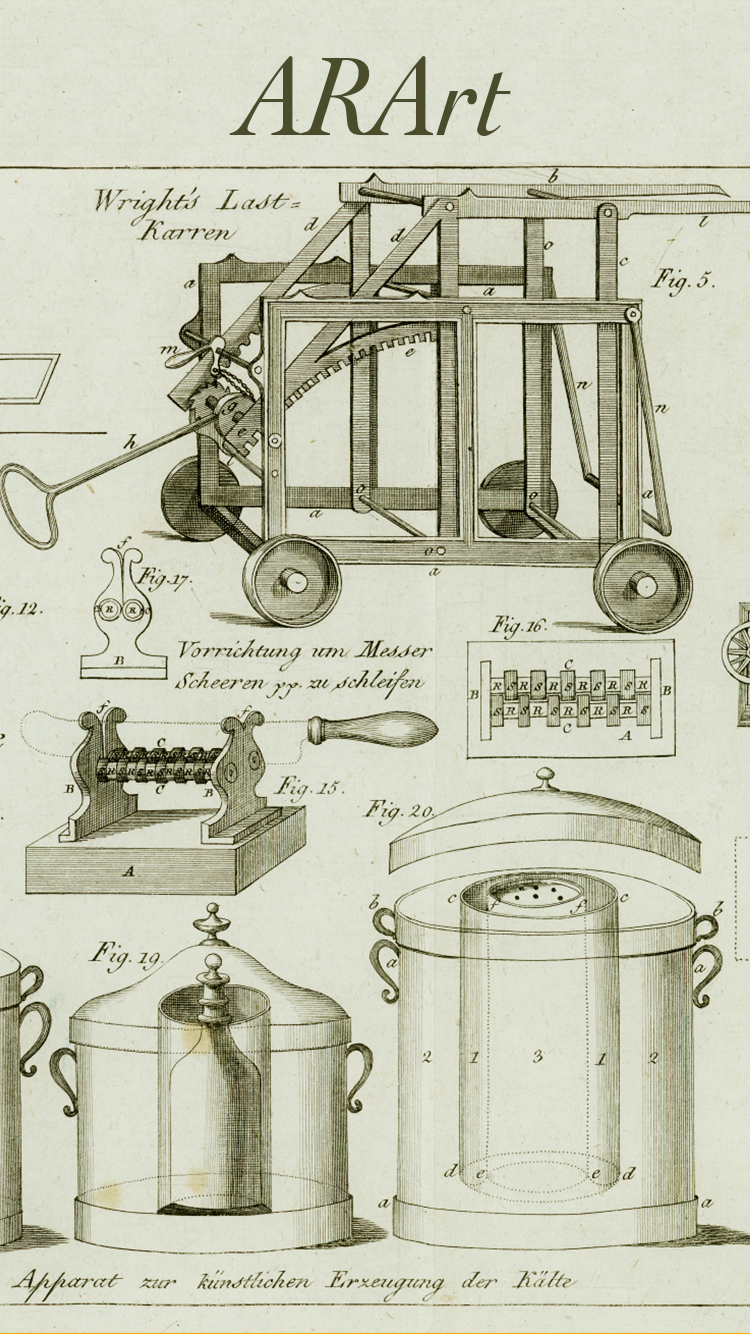 ARArt
Wright's Last=
Karren
b
d
d
o
l
c
a
a
Fig. 5.
m
e
n
n
g
h
o
o
a
a
o
a
f
Fig. 17.
R R
B
ig. 12.
Vorrichtung um Messer
Scheeren pp. zu schleifen
Fig. 16.
C
B R S R S R S R S R S R B
S R S R S R S R S R S
C A
f f
C
B C B
Fig. 15.
A
Fig. 20.
b c f f c b
Fig. 19.
a a
2 1 3 1 2
d e e d
a a
Apparat zur künstlichen Erzeugung der Kälte